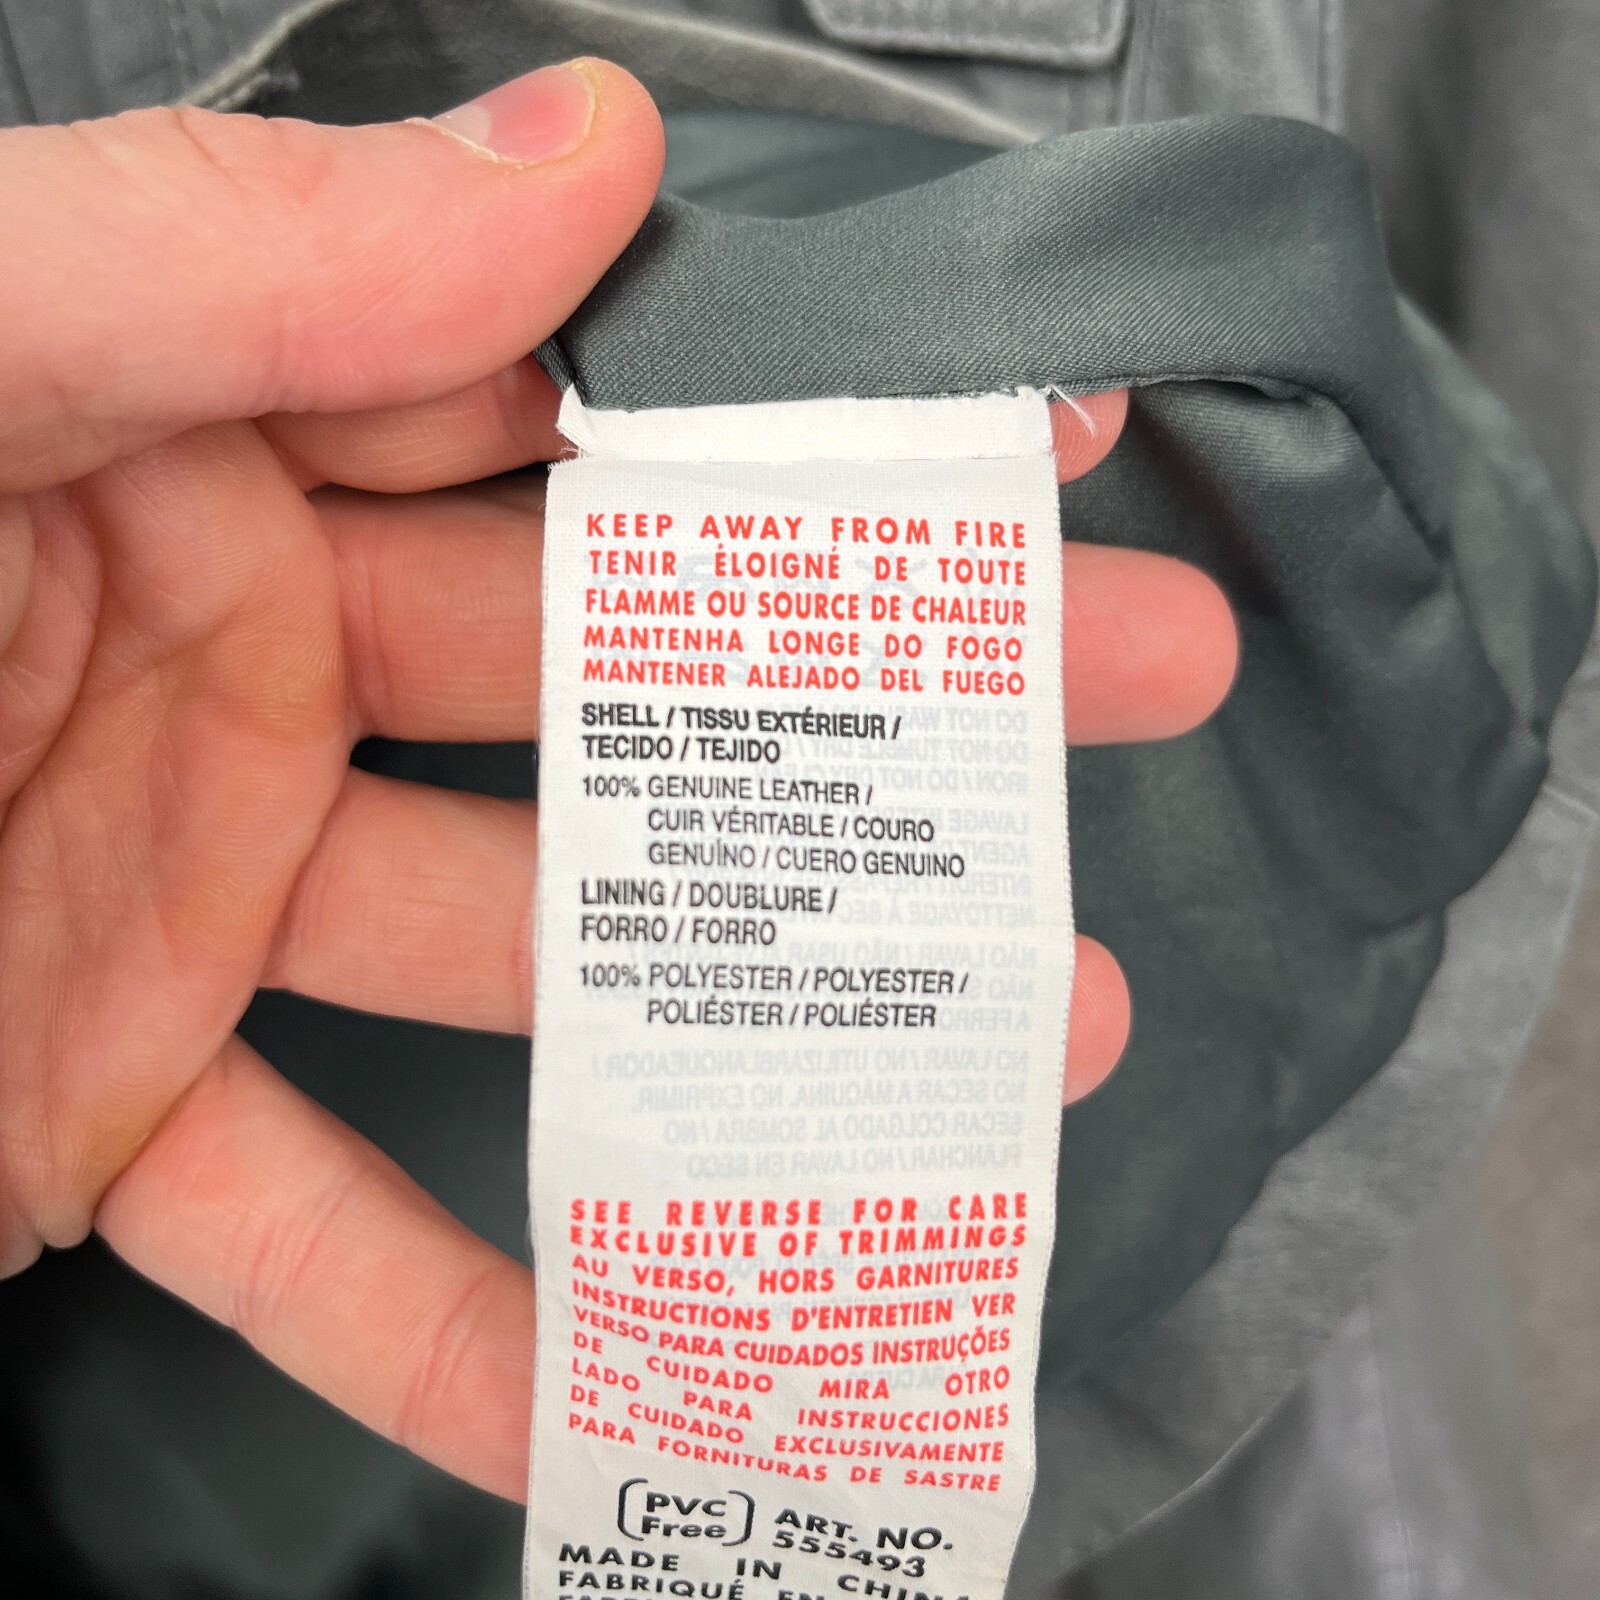 KEEP AWAY FROM FIRE
TENIR ÉLOIGNÉ DE TOUTE
FLAMME OU SOURCE DE CHALEUR
MANTENHA LONGE DO FOGO
MANTENER ALEJADO DEL FUEGO
SHELL / TISSU EXTÉRIEUR /
TECIDO / TEJIDO
100% GENUINE LEATHER /
CUIR VÉRITABLE / COURO
GENUÍNO / CUERO GENUINO
LINING / DOUBLURE /
FORRO / FORRO
100% POLYESTER / POLYESTER /
POLIÉSTER / POLIÉSTER
SEE REVERSE FOR CARE
EXCLUSIVE OF TRIMMINGS
AU VERSO, HORS GARNITURES
INSTRUCTIONS D'ENTRETIEN VER
VERSO PARA CUIDADOS INSTRUÇÕES
DE CUIDADO MIRA OTRO
LADO PARA INSTRUCCIONES
DE CUIDADO EXCLUSIVAMENTE
PARA FORNITURAS DE SASTRE
PVC Free
ART. NO.
555493
MADE IN CHINA
FABRIQUÉ EN